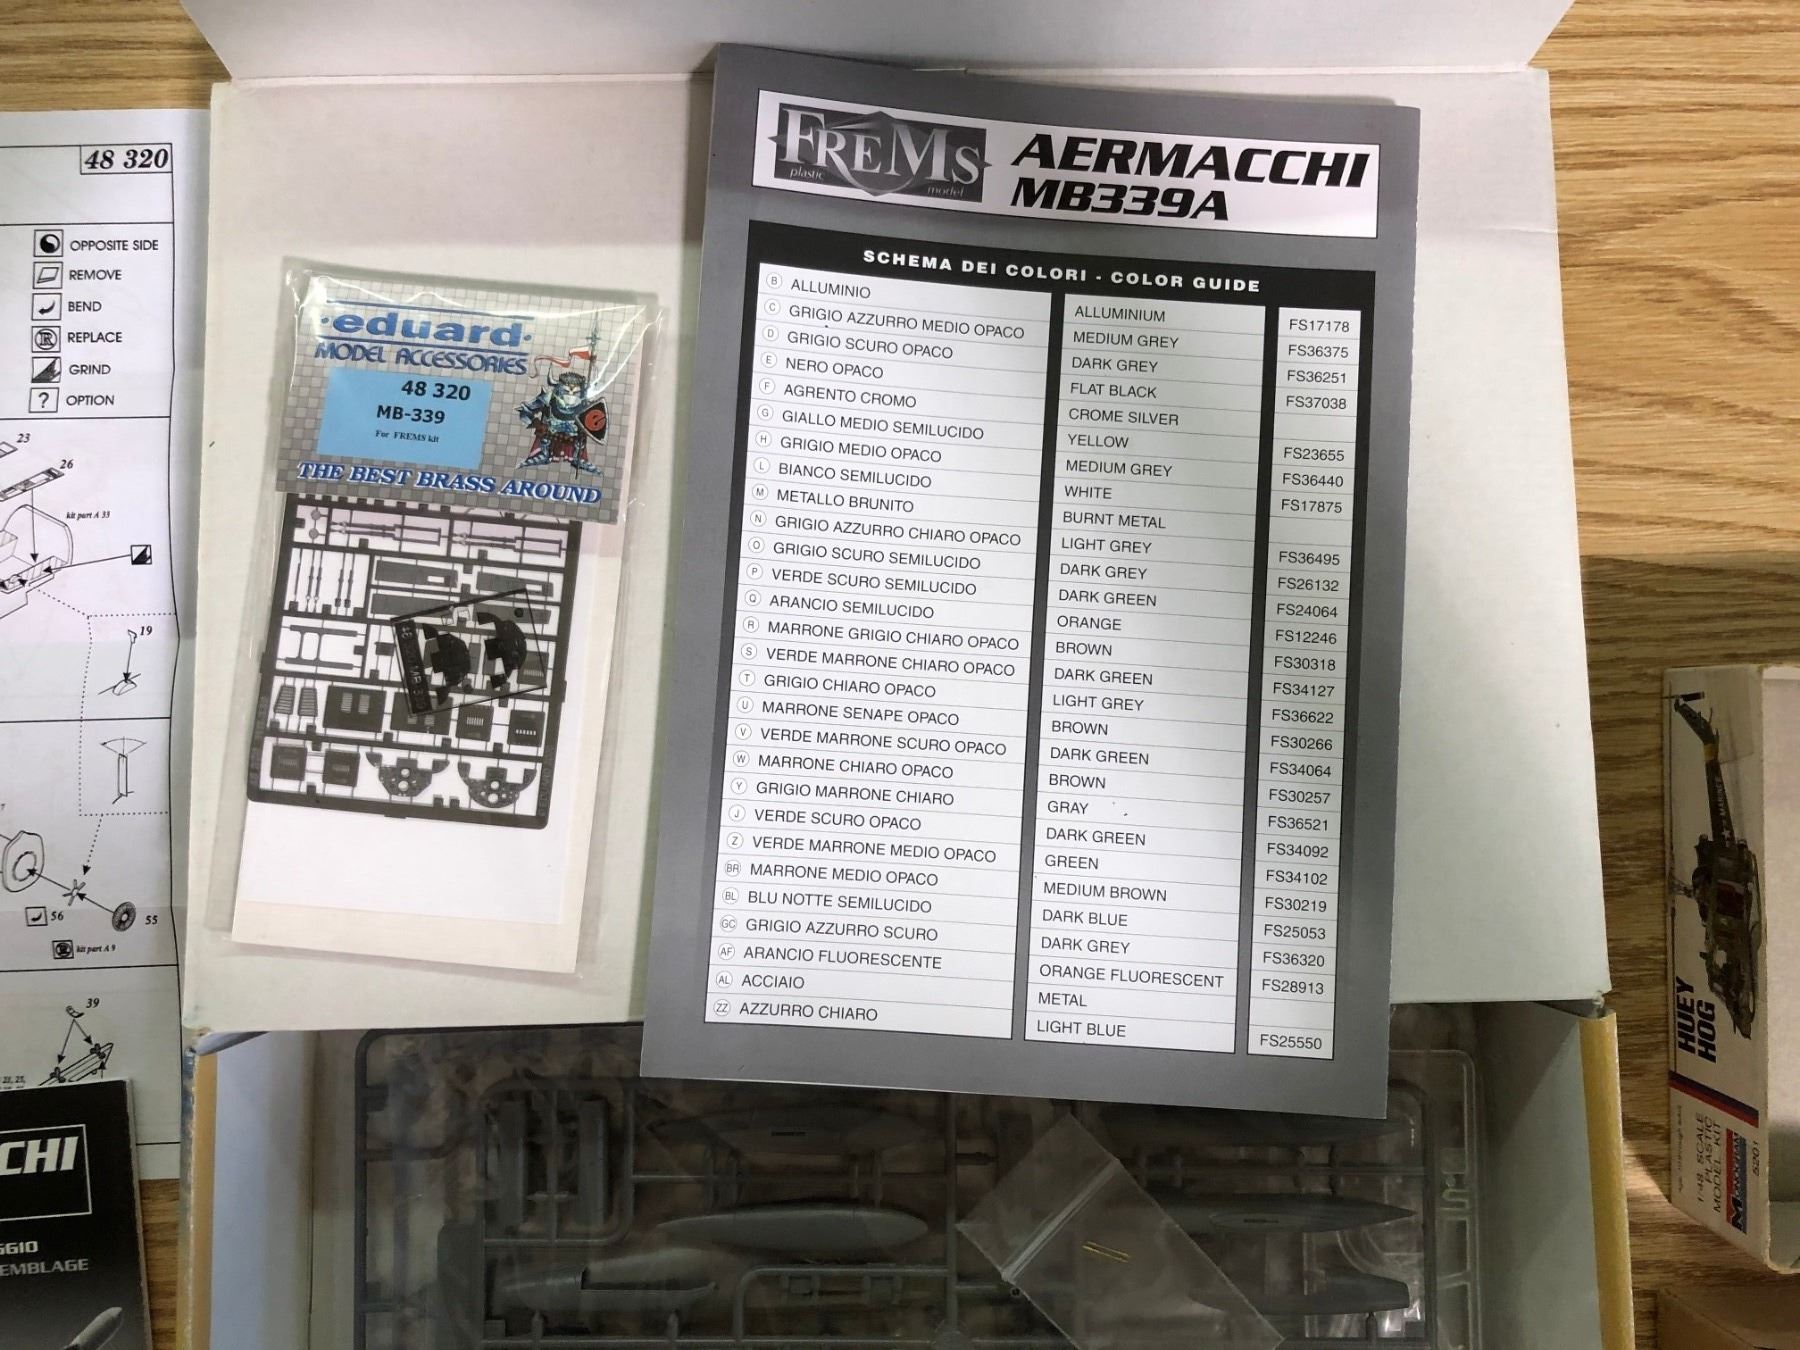 48 320
OPPOSITE SIDE
REMOVE
BEND
REPLACE
GRIND
? OPTION
23
26
kit part A 33
19
56
55
kit part A 9
39
CHI
EMBLAGE
eduard
MODEL ACCESSORIES
48 320
MB-339
For FREMS kit
e
THE BEST BRASS AROUND
FREMS
plastic model
AERMACCHI
MB339A
SCHEMA DEI COLORI - COLOR GUIDE
B ALLUMINIO ALLUMINIUM FS17178
C GRIGIO AZZURRO MEDIO OPACO MEDIUM GREY FS36375
D GRIGIO SCURO OPACO DARK GREY FS36251
E NERO OPACO FLAT BLACK FS37038
F AGRENTO CROMO CROME SILVER
G GIALLO MEDIO SEMILUCIDO YELLOW FS23655
H GRIGIO MEDIO OPACO MEDIUM GREY FS36440
L BIANCO SEMILUCIDO WHITE FS17875
M METALLO BRUNITO BURNT METAL
N GRIGIO AZZURRO CHIARO OPACO LIGHT GREY FS36495
O GRIGIO SCURO SEMILUCIDO DARK GREY FS26132
P VERDE SCURO SEMILUCIDO DARK GREEN FS24064
Q ARANCIO SEMILUCIDO ORANGE FS12246
R MARRONE GRIGIO CHIARO OPACO BROWN FS30318
S VERDE MARRONE CHIARO OPACO DARK GREEN FS34127
T GRIGIO CHIARO OPACO LIGHT GREY FS36622
U MARRONE SENAPE OPACO BROWN FS30266
V VERDE MARRONE SCURO OPACO DARK GREEN FS34064
W MARRONE CHIARO OPACO BROWN FS30257
Y GRIGIO MARRONE CHIARO GRAY FS36521
J VERDE SCURO OPACO DARK GREEN FS34092
Z VERDE MARRONE MEDIO OPACO GREEN FS34102
BR MARRONE MEDIO OPACO MEDIUM BROWN FS30219
BL BLU NOTTE SEMILUCIDO DARK BLUE FS25053
GC GRIGIO AZZURRO SCURO DARK GREY FS36320
AF ARANCIO FLUORESCENTE ORANGE FLUORESCENT FS28913
AL ACCIAIO METAL
ZZ AZZURRO CHIARO LIGHT BLUE FS25550
HUEY
HOG
1/48 SCALE
PLASTIC
MODEL KIT
5201